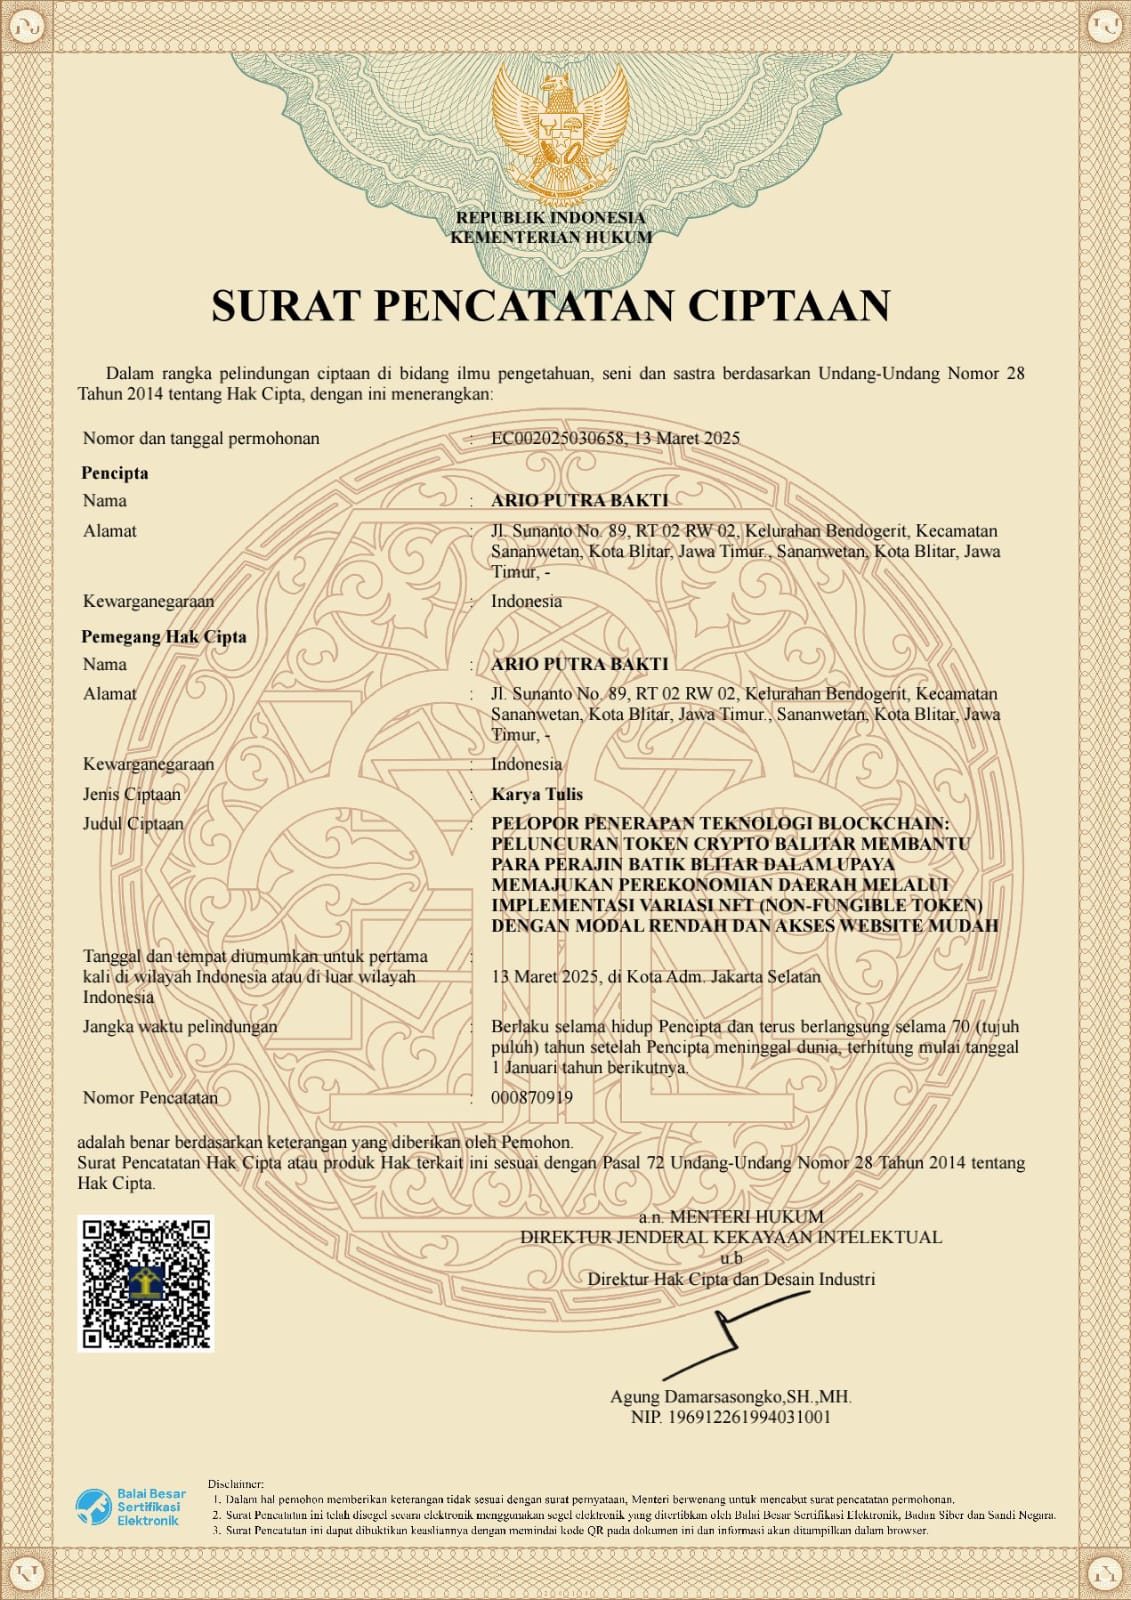 REPUBLIK INDONESIA
KEMENTERIAN HUKUM
SURAT PENCATATAN CIPTAAN
Dalam rangka pelindungan ciptaan di bidang ilmu pengetahuan, seni dan sastra berdasarkan Undang-Undang Nomor 28
Tahun 2014 tentang Hak Cipta, dengan ini menerangkan:
Nomor dan tanggal permohonan : EC002025030658, 13 Maret 2025
Pencipta
Nama : ARIO PUTRA BAKTI
Alamat : Jl. Sunanto No. 89, RT 02 RW 02, Kelurahan Bendogerit, Kecamatan
Sananwetan, Kota Blitar, Jawa Timur., Sananwetan, Kota Blitar, Jawa
Timur, -
Kewarganegaraan : Indonesia
Pemegang Hak Cipta
Nama : ARIO PUTRA BAKTI
Alamat : Jl. Sunanto No. 89, RT 02 RW 02, Kelurahan Bendogerit, Kecamatan
Sananwetan, Kota Blitar, Jawa Timur., Sananwetan, Kota Blitar, Jawa
Timur, -
Kewarganegaraan : Indonesia
Jenis Ciptaan : Karya Tulis
Judul Ciptaan : PELOPOR PENERAPAN TEKNOLOGI BLOCKCHAIN:
PELUNCURAN TOKEN CRYPTO BALITAR MEMBANTU
PARA PERAJIN BATIK BLITAR DALAM UPAYA
MEMAJUKAN PEREKONOMIAN DAERAH MELALUI
IMPLEMENTASI VARIASI NFT (NON-FUNGIBLE TOKEN)
DENGAN MODAL RENDAH DAN AKSES WEBSITE MUDAH
Tanggal dan tempat diumumkan untuk pertama :
kali di wilayah Indonesia atau di luar wilayah 13 Maret 2025, di Kota Adm. Jakarta Selatan
Indonesia
Jangka waktu pelindungan : Berlaku selama hidup Pencipta dan terus berlangsung selama 70 (tujuh
puluh) tahun setelah Pencipta meninggal dunia, terhitung mulai tanggal
1 Januari tahun berikutnya.
Nomor Pencatatan : 000870919
adalah benar berdasarkan keterangan yang diberikan oleh Pemohon.
Surat Pencatatan Hak Cipta atau produk Hak terkait ini sesuai dengan Pasal 72 Undang-Undang Nomor 28 Tahun 2014 tentang
Hak Cipta.
a.n. MENTERI HUKUM
DIREKTUR JENDERAL KEKAYAAN INTELEKTUAL
u.b
Direktur Hak Cipta dan Desain Industri
Agung Damarsasongko,SH.,MH.
NIP. 196912261994031001
Balai Besar
Sertifikasi
Elektronik
Disclaimer:
1. Dalam hal pemohon memberikan keterangan tidak sesuai dengan surat pernyataan, Menteri berwenang untuk mencabut surat pencatatan permohonan.
2. Surat Pencatatan ini telah disegel secara elektronik menggunakan segel elektronik yang ditertibkan oleh Balai Besar Sertifikasi Elektronik, Badan Siber dan Sandi Negara.
3. Surat Pencatatan ini dapat dibuktikan keasliannya dengan memindai kode QR pada dokumen ini dan informasi akan ditampilkan dalam browser.